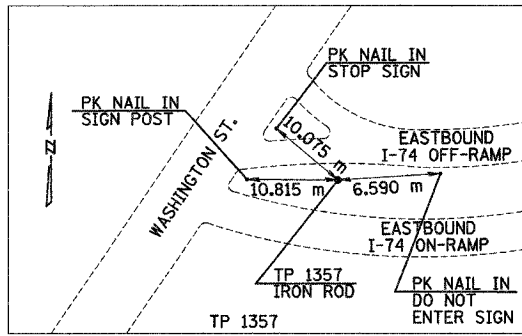 PK NAIL IN
STOP SIGN
PK NAIL IN
SIGN POST
WASHINGTON ST.
N
10.075 m
EASTBOUND
I-74 OFF-RAMP
10.815 m
6.590 m
EASTBOUND
I-74 ON-RAMP
TP 1357
IRON ROD
PK NAIL IN
DO NOT
ENTER SIGN
TP 1357